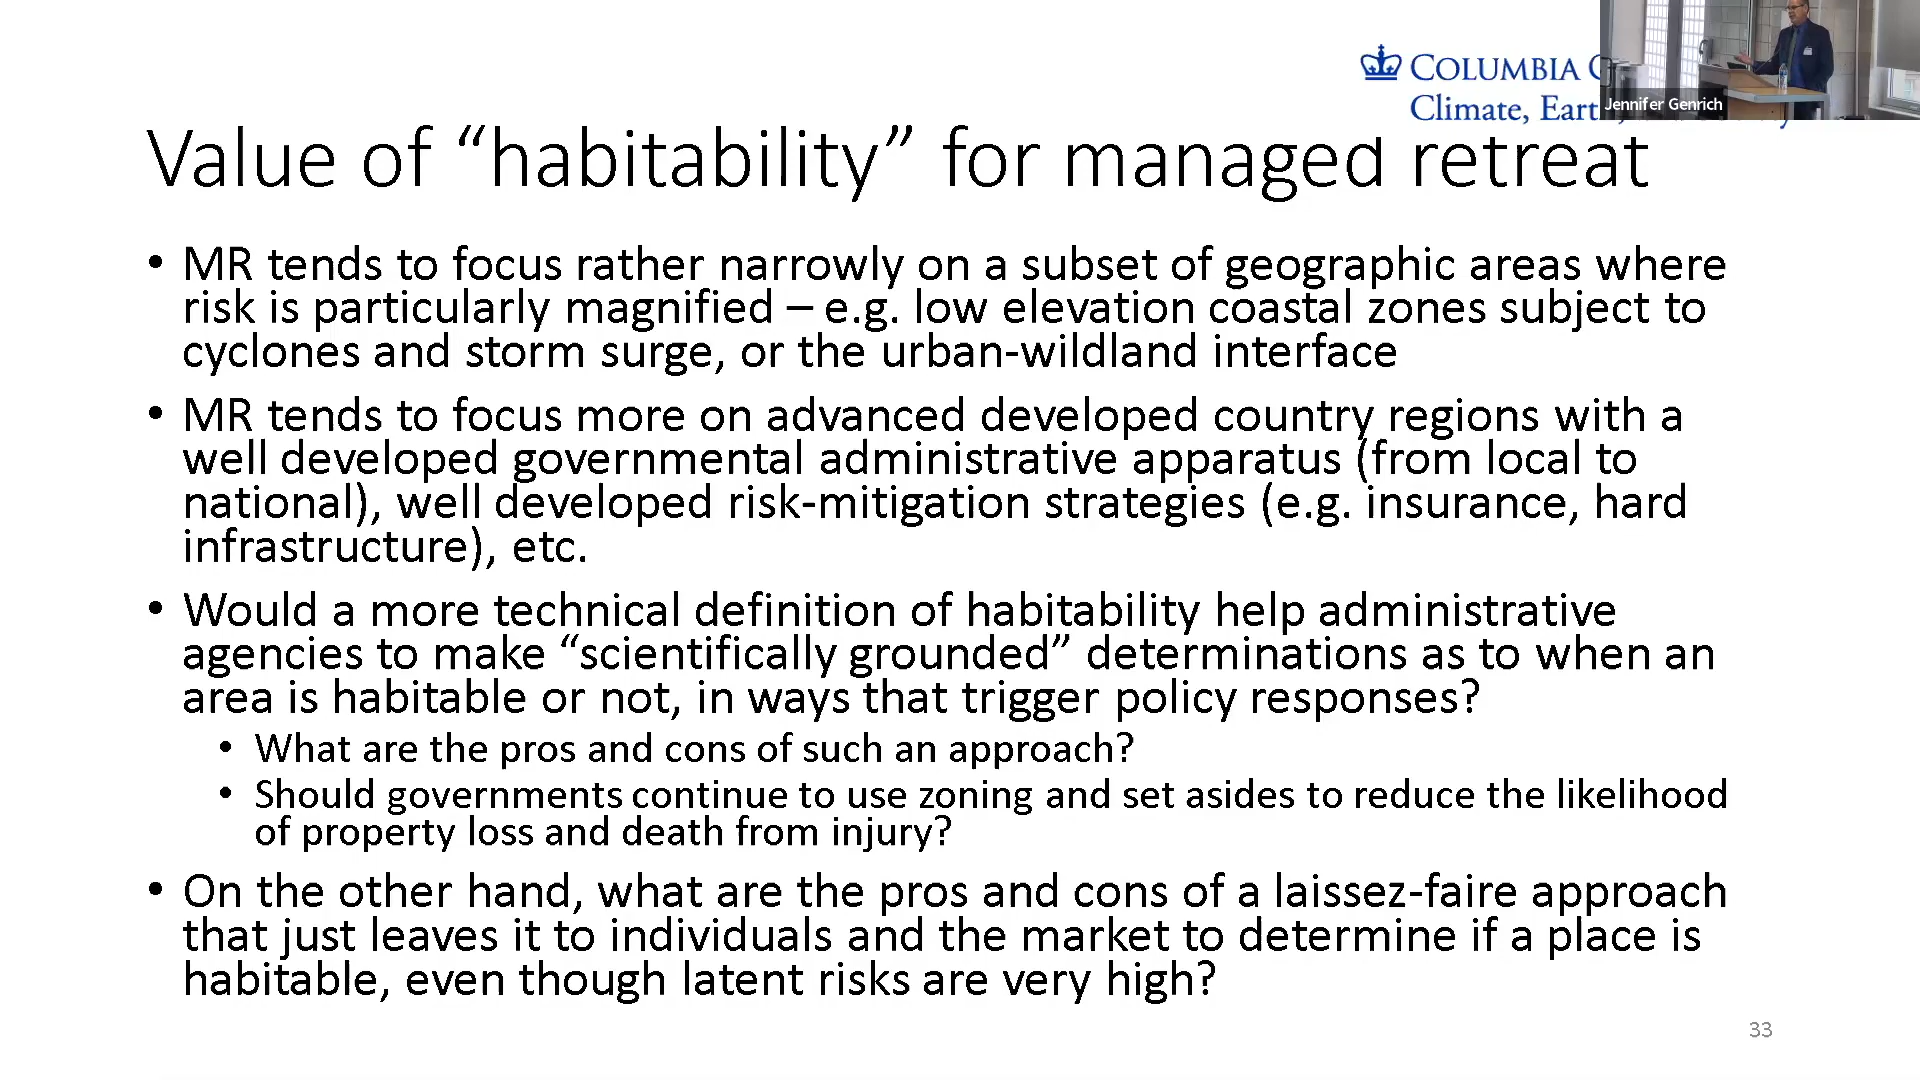 COLUMBIA
Climate, Eart
Jennifer Genrich
Value of “habitability” for managed retreat
• MR tends to focus rather narrowly on a subset of geographic areas where
risk is particularly magnified – e.g. low elevation coastal zones subject to
cyclones and storm surge, or the urban-wildland interface
• MR tends to focus more on advanced developed country regions with a
well developed governmental administrative apparatus (from local to
national), well developed risk-mitigation strategies (e.g. insurance, hard
infrastructure), etc.
• Would a more technical definition of habitability help administrative
agencies to make “scientifically grounded” determinations as to when an
area is habitable or not, in ways that trigger policy responses?
• What are the pros and cons of such an approach?
• Should governments continue to use zoning and set asides to reduce the likelihood
of property loss and death from injury?
• On the other hand, what are the pros and cons of a laissez-faire approach
that just leaves it to individuals and the market to determine if a place is
habitable, even though latent risks are very high?
33